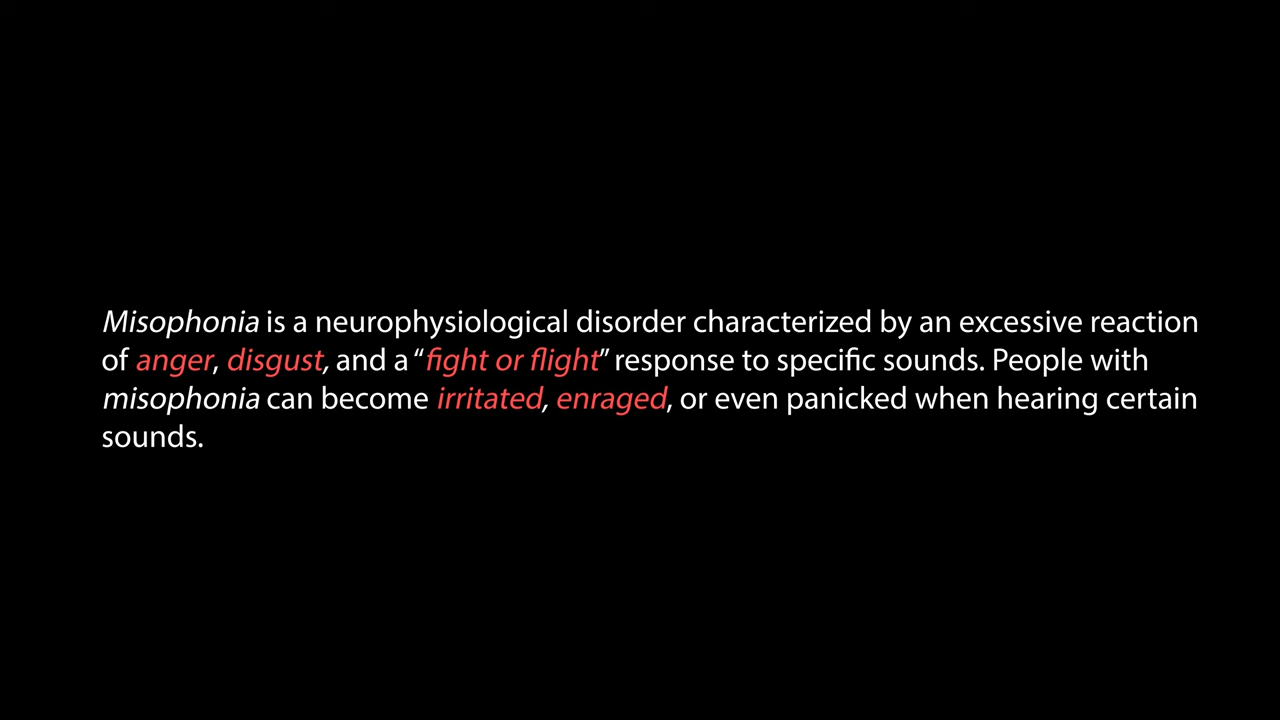 Misophonia is a neurophysiological disorder characterized by an excessive reaction
of anger, disgust, and a “fight or flight” response to specific sounds. People with
misophonia can become irritated, enraged, or even panicked when hearing certain
sounds.